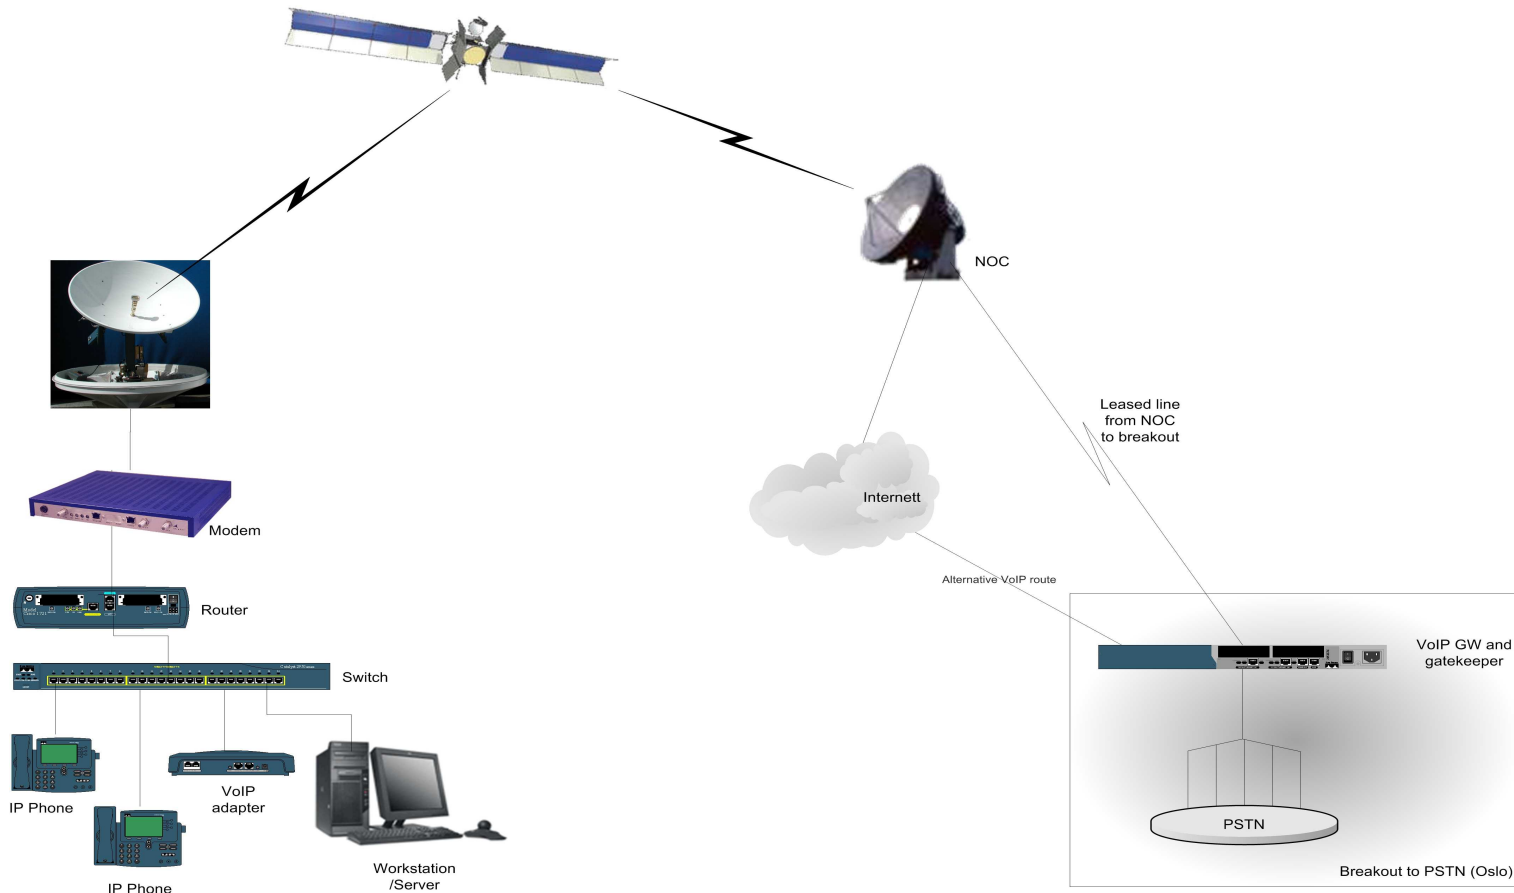 NOC
Leased line
from NOC
to breakout
Internett
Modem
Alternative VoIP route
Router
VoIP GW and
gatekeeper
Switch
IP Phone
VoIP
adapter
PSTN
Workstation
/Server
Breakout to PSTN (Oslo)
IP Phone